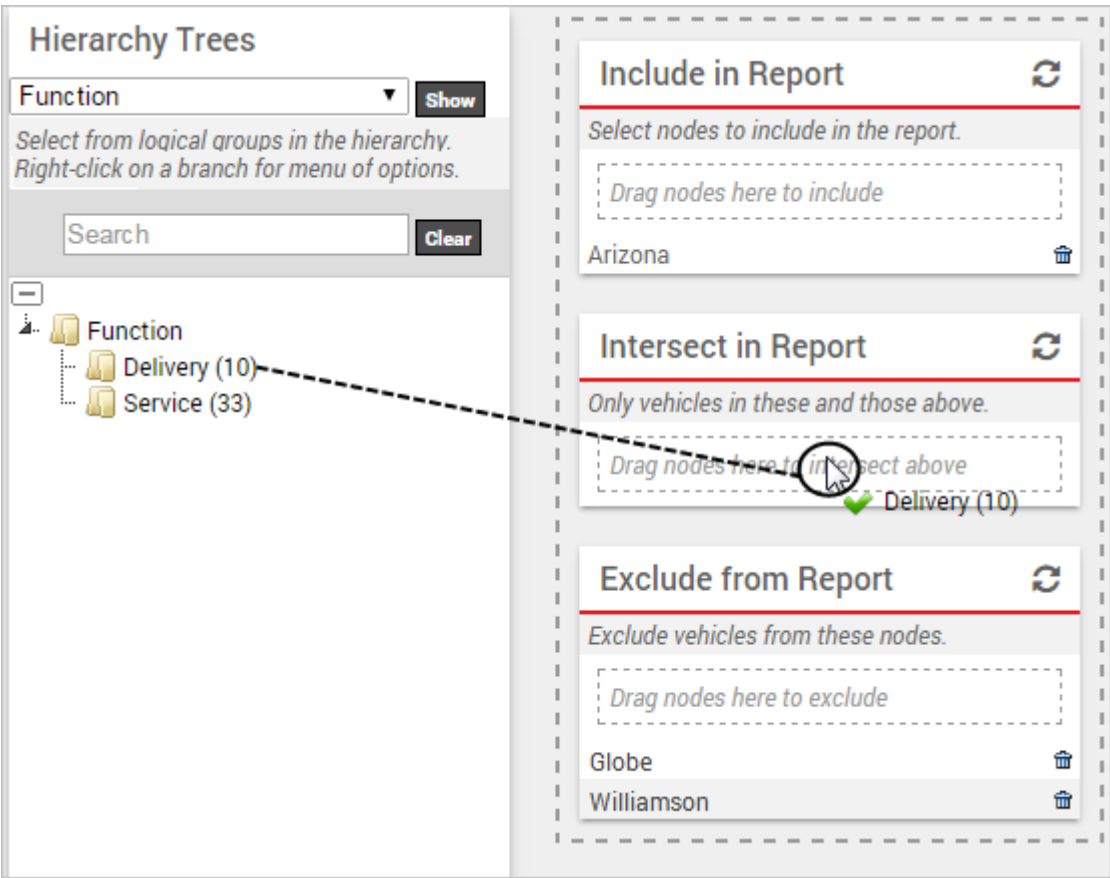 Hierarchy Trees
Function
Show
Select from logical groups in the hierarchy.
Right-click on a branch for menu of options.
Search
Clear
Function
Delivery (10)
Service (33)
Include in Report
Select nodes to include in the report.
Drag nodes here to include
Arizona
Intersect in Report
Only vehicles in these and those above.
Drag nodes here to intersect above
Delivery (10)
Exclude from Report
Exclude vehicles from these nodes.
Drag nodes here to exclude
Globe
Williamson